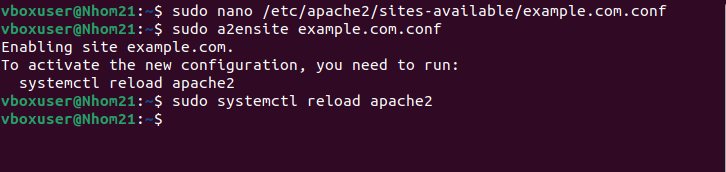 vboxuser@Nhom21:~$ sudo nano /etc/apache2/sites-available/example.com.conf
vboxuser@Nhom21:~$ sudo a2ensite example.com.conf
Enabling site example.com.
To activate the new configuration, you need to run:
  systemctl reload apache2
vboxuser@Nhom21:~$ sudo systemctl reload apache2
vboxuser@Nhom21:~$